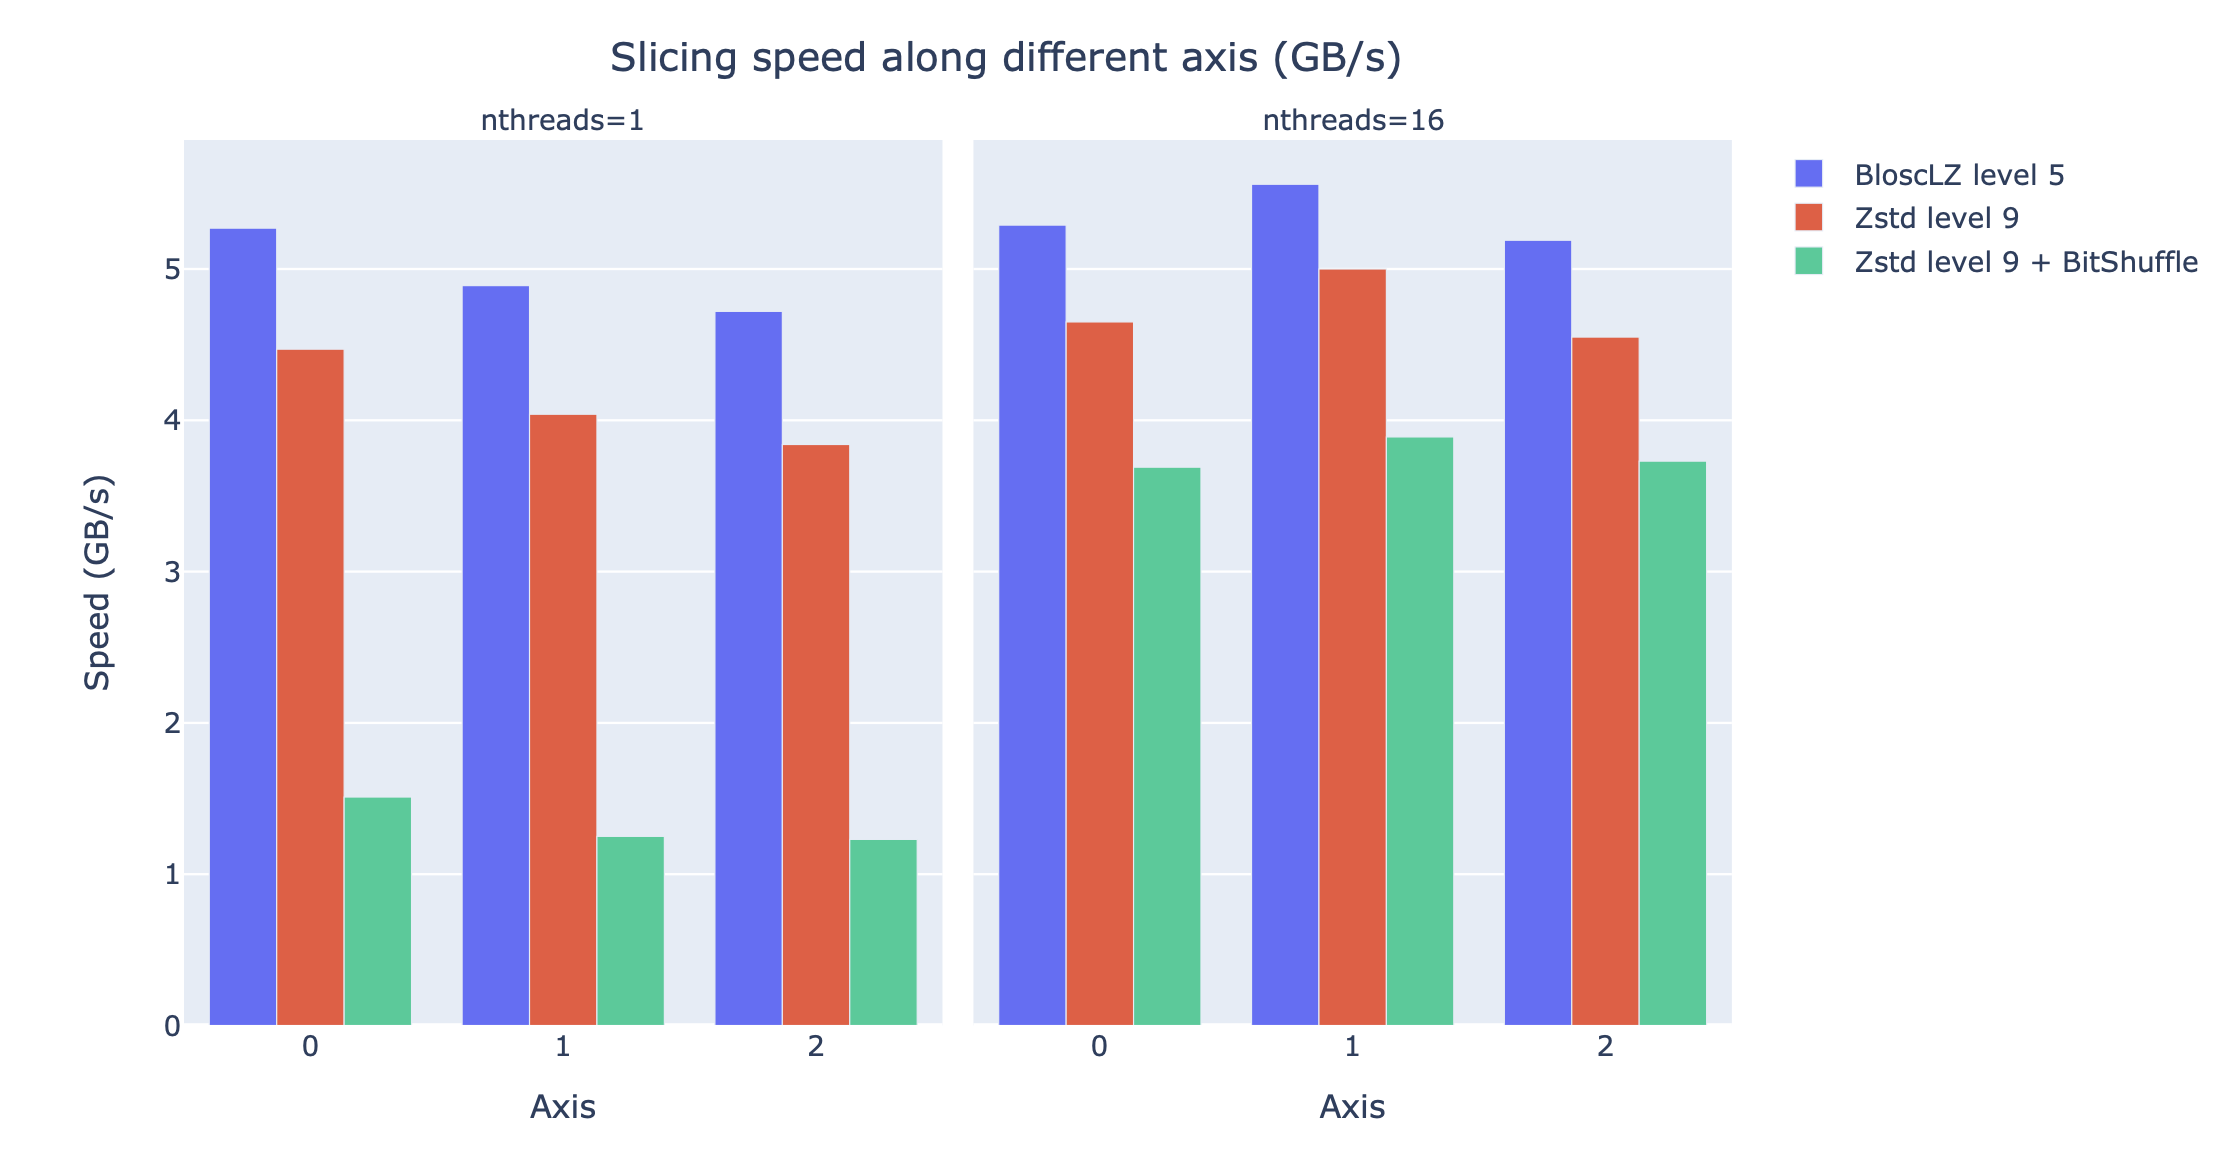 Slicing speed along different axis (GB/s)
nthreads=1
nthreads=16
BloscLZ level 5
Zstd level 9
Zstd level 9 + BitShuffle
Speed (GB/s)
5
4
3
2
1
0
0 1 2
0 1 2
Axis
Axis